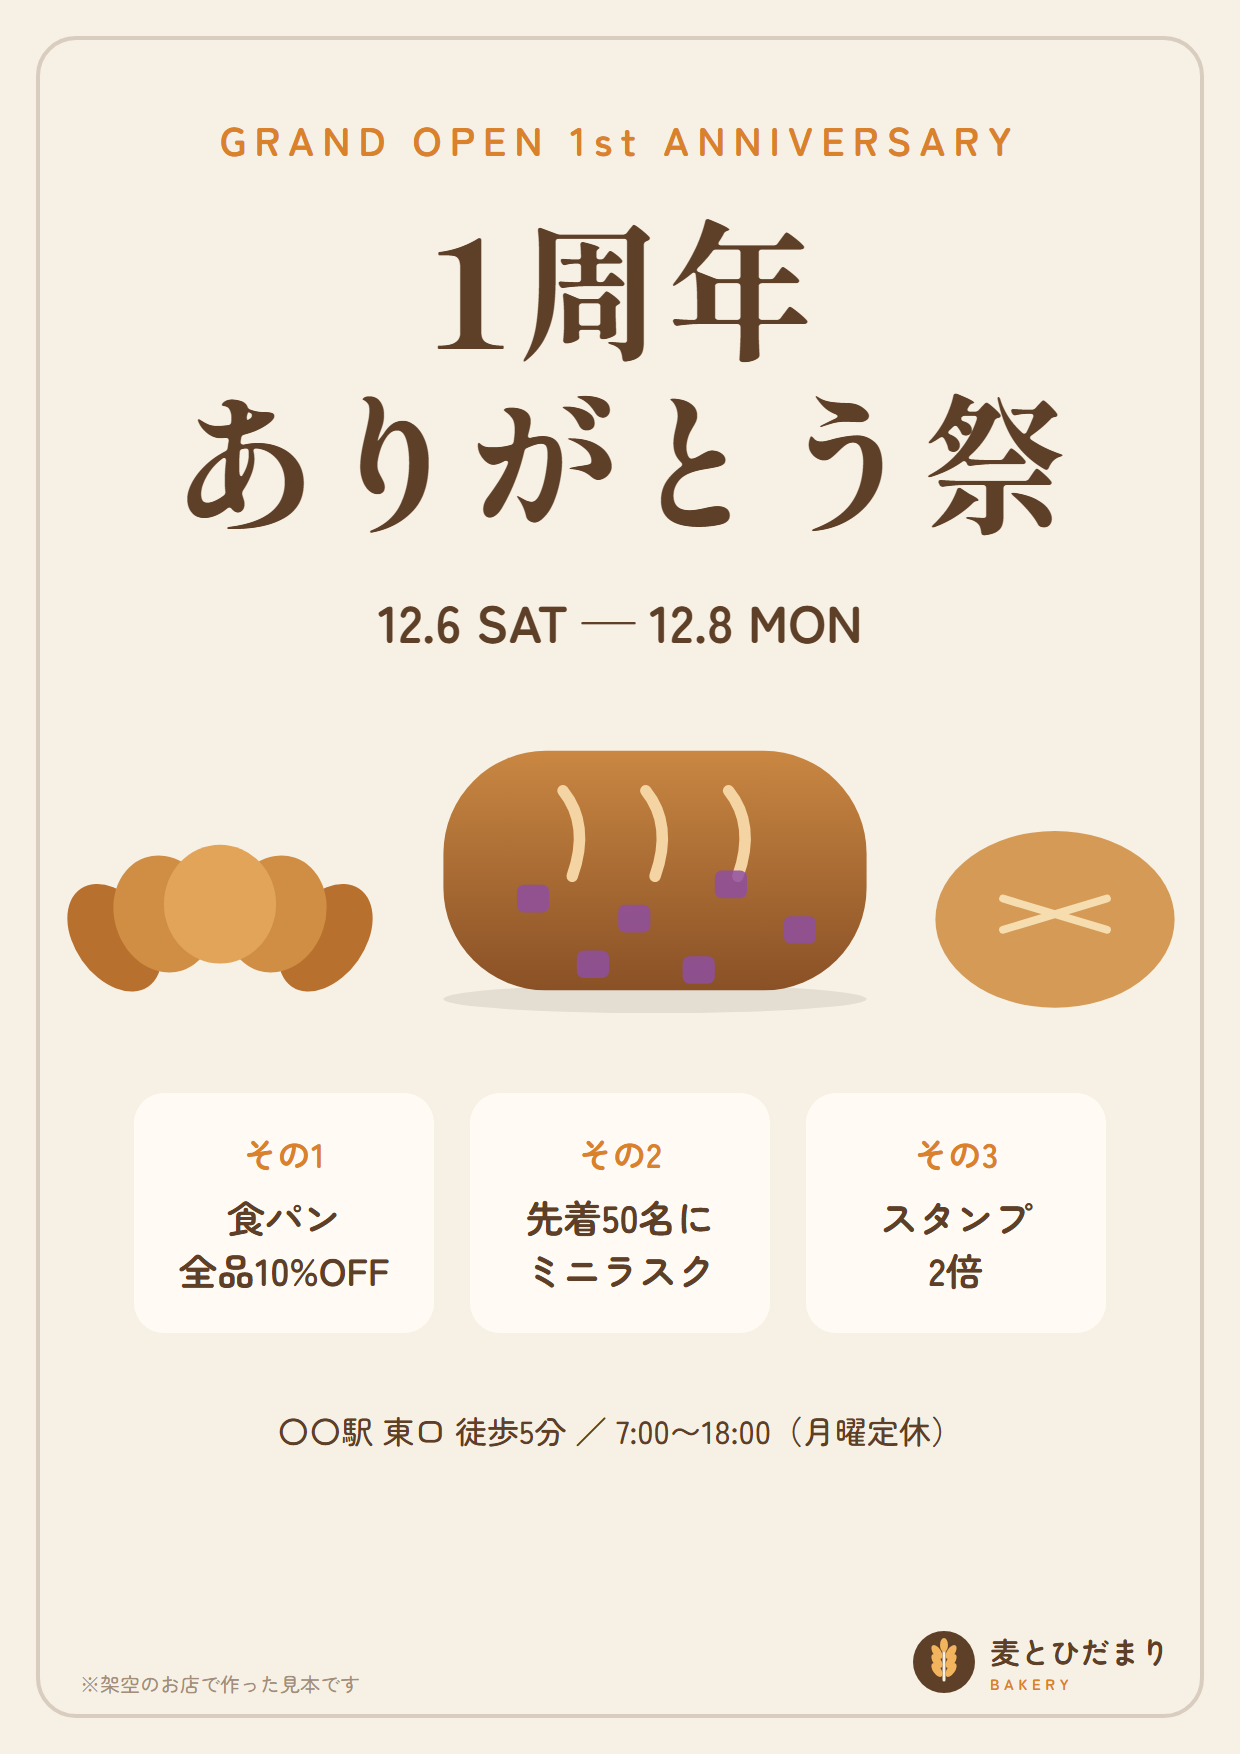 GRAND OPEN 1st ANNIVERSARY
1周年
ありがとう祭
12.6 SAT — 12.8 MON
その1
食パン
全品10%OFF
その2
先着50名に
ミニラスク
その3
スタンプ
2倍
〇〇駅 東口 徒歩5分 ／ 7:00〜18:00（月曜定休）
※架空のお店で作った見本です
麦とひだまり
BAKERY